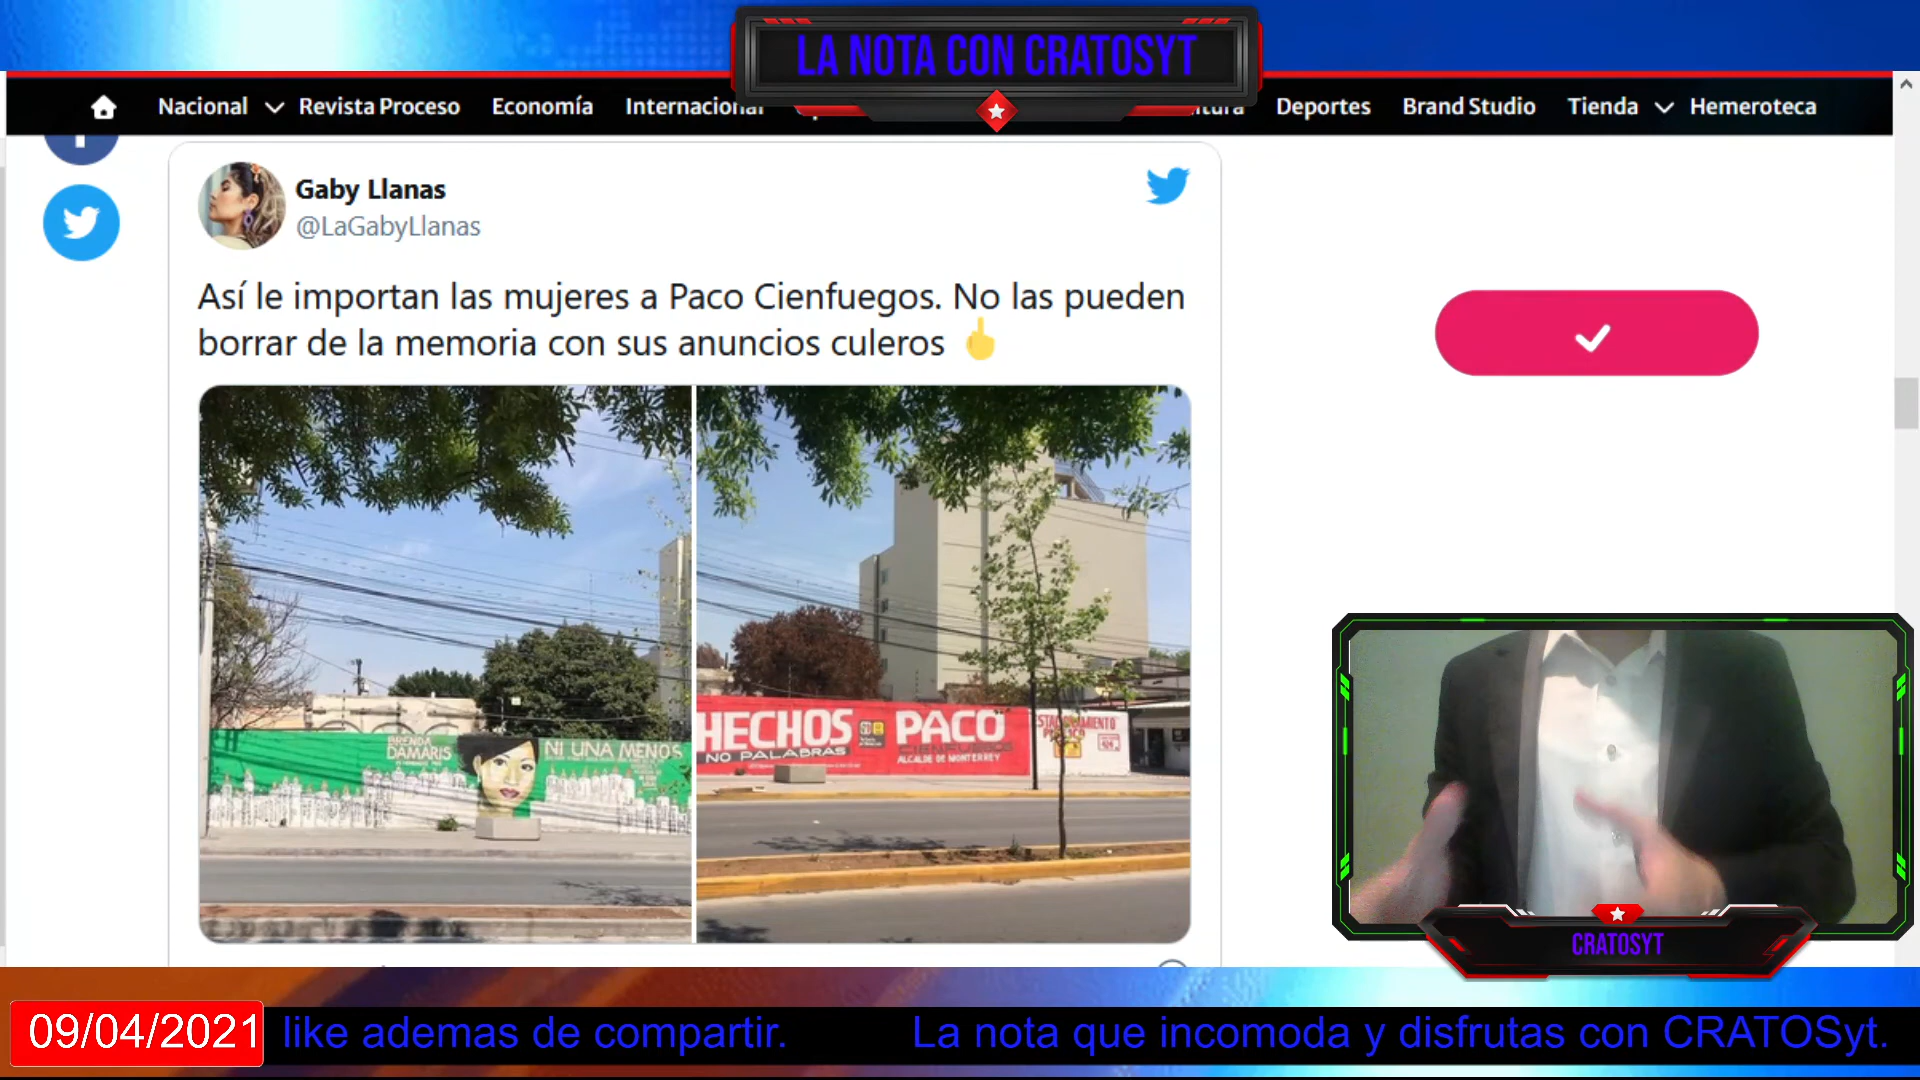 LA NOTA CON CRATOSYT
Nacional Revista Proceso Economía Internacional Deportes Brand Studio Tienda Hemeroteca
Gaby Llanas
@LaGabyLlanas
Así le importan las mujeres a Paco Cienfuegos. No las pueden
borrar de la memoria con sus anuncios culeros
BRENDA
DAMARIS
NI UNA MENOS
HECHOS
NO PALABRAS
PACO
CIENFUEGOS
ALCALDE DE MONTERREY
CRATOSYT
09/04/2021 like ademas de compartir. La nota que incomoda y disfrutas con CRATOSyt.